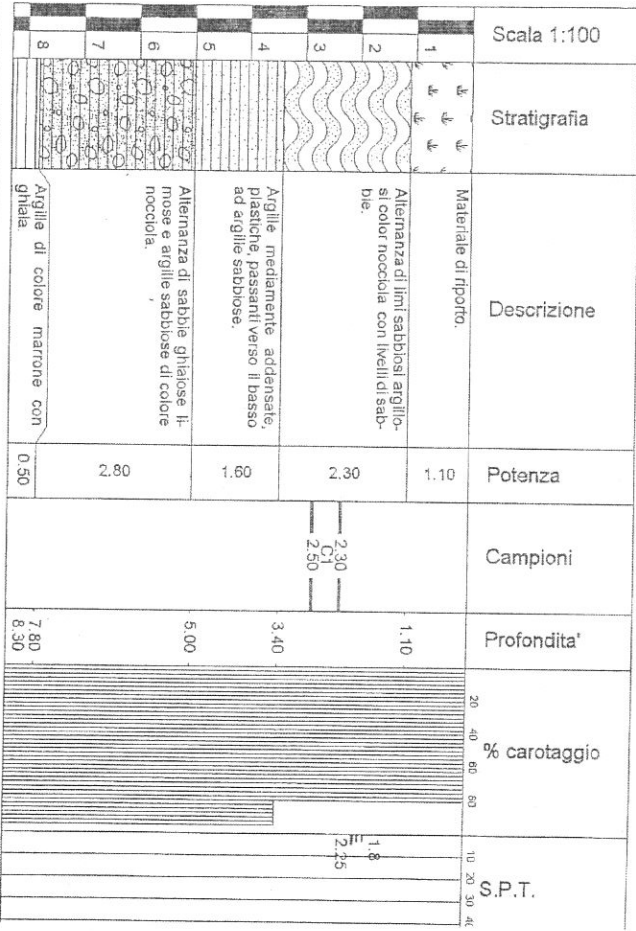 Scala 1:100
1
2
3
4
5
6
7
8
Stratigrafia
Descrizione
Materiale di riporto.
Alternanza di limi sabbiosi argillo-
si color nocciola con livelli di sab-
bie.
Argille mediamente addensate,
plastiche, passanti verso il basso
ad argille sabbiose.
Alternanza di sabbie ghiaiose li-
mose e argille sabbiose di colore
nocciola.
Argille di colore marrone con
ghiaia.
Potenza
1.10
2.30
1.60
2.80
0.50
Campioni
2.30
C1
2.50
Profondita'
1.10
3.40
5.00
7.80
8.30
% carotaggio
20
40
60
80
S.P.T.
10
20
30
40
1.8
2.25